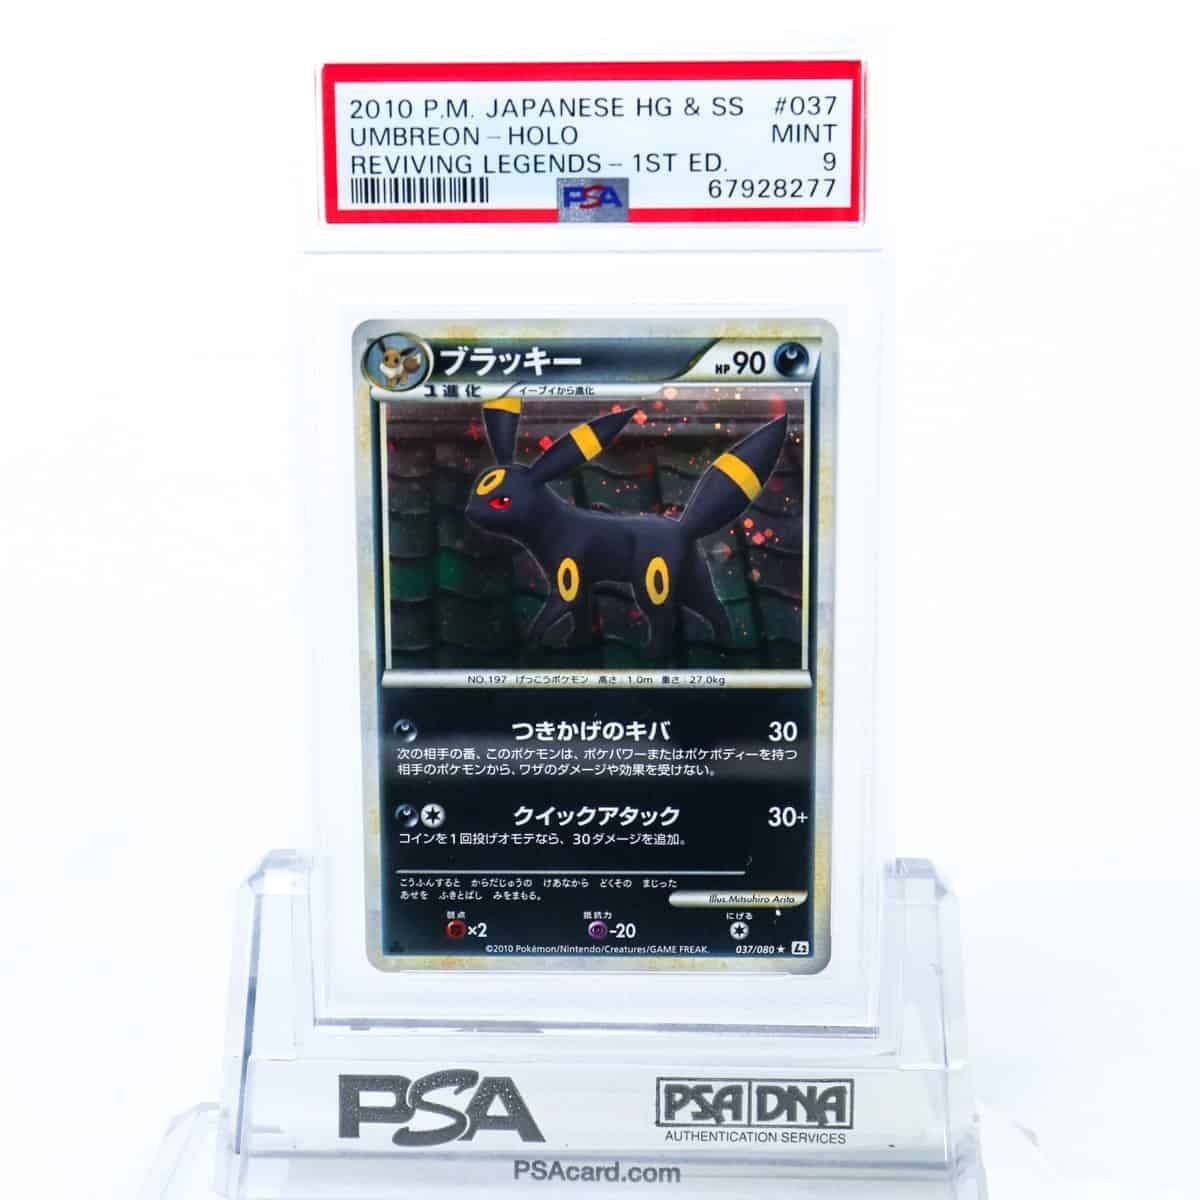 2010 P.M. JAPANESE HG & SS #037
UMBREON - HOLO MINT
REVIVING LEGENDS - 1ST ED. 9
PSA 67928277
ブラッキー HP 90
1進化 イーブイから進化
NO.197 げっこうポケモン 高さ:1.0m 重さ:27.0kg
つきかげのキバ 30
次の相手の番、このポケモンは、ポケパワーまたはポケボディーを持つ
相手のポケモンから、ワザのダメージや効果を受けない。
クイックアタック 30+
コインを1回投げオモテなら、30ダメージを追加。
こうふんすると からだじゅうの けあなから どくその まじった
あせを ふきとばし みをまもる。
Illus. Mitsuhiro Arita
弱点 抵抗力 にげる
×2 -20
©2010 Pokémon/Nintendo/Creatures/GAME FREAK. 037/080 ★ L2
PSA PSA DNA
AUTHENTICATION SERVICES
PSAcard.com